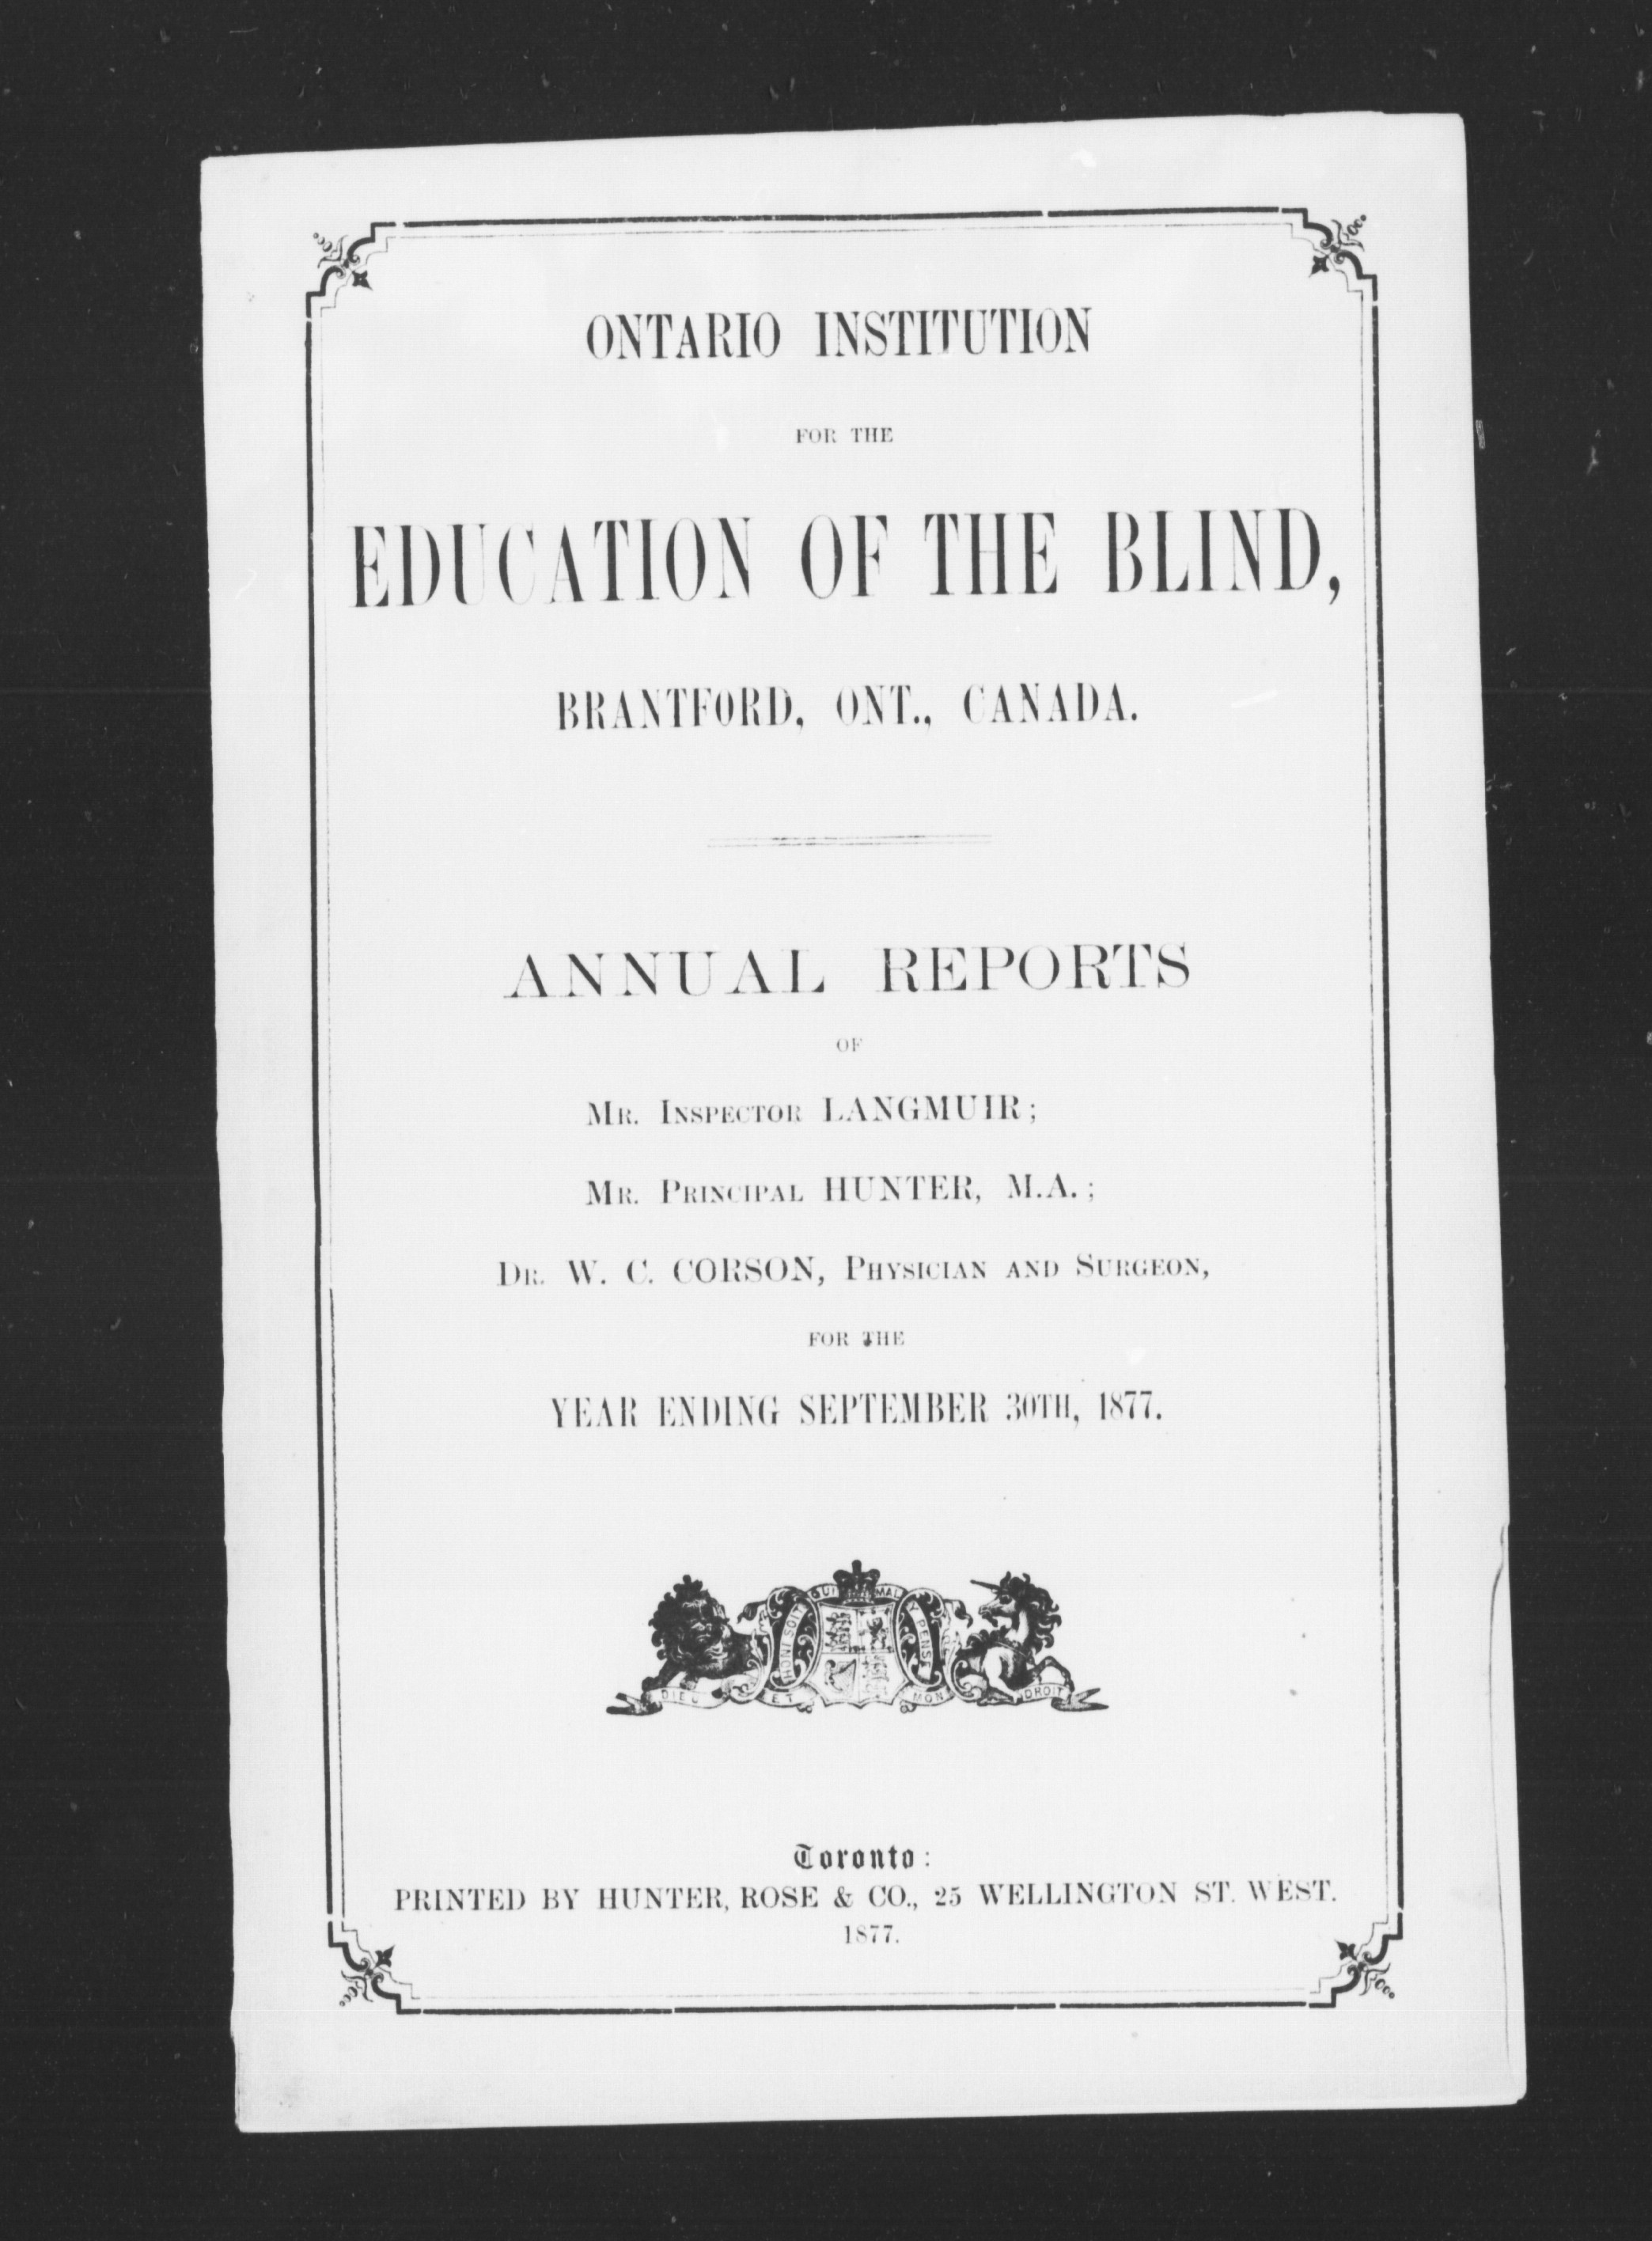 ONTARIO INSTITUTION
FOR THE
EDUCATION OF THE BLIND,
BRANTFORD, ONT., CANADA.
ANNUAL REPORTS
OF
MR. INSPECTOR LANGMUIR;
MR. PRINCIPAL HUNTER, M.A.;
DR. W. C. CORSON, PHYSICIAN AND SURGEON,
FOR THE
YEAR ENDING SEPTEMBER 30TH, 1877.
HONI SOIT QUI MAL Y PENSE
DIEU ET MON DROIT
Toronto:
PRINTED BY HUNTER, ROSE & CO., 25 WELLINGTON ST. WEST.
1877.